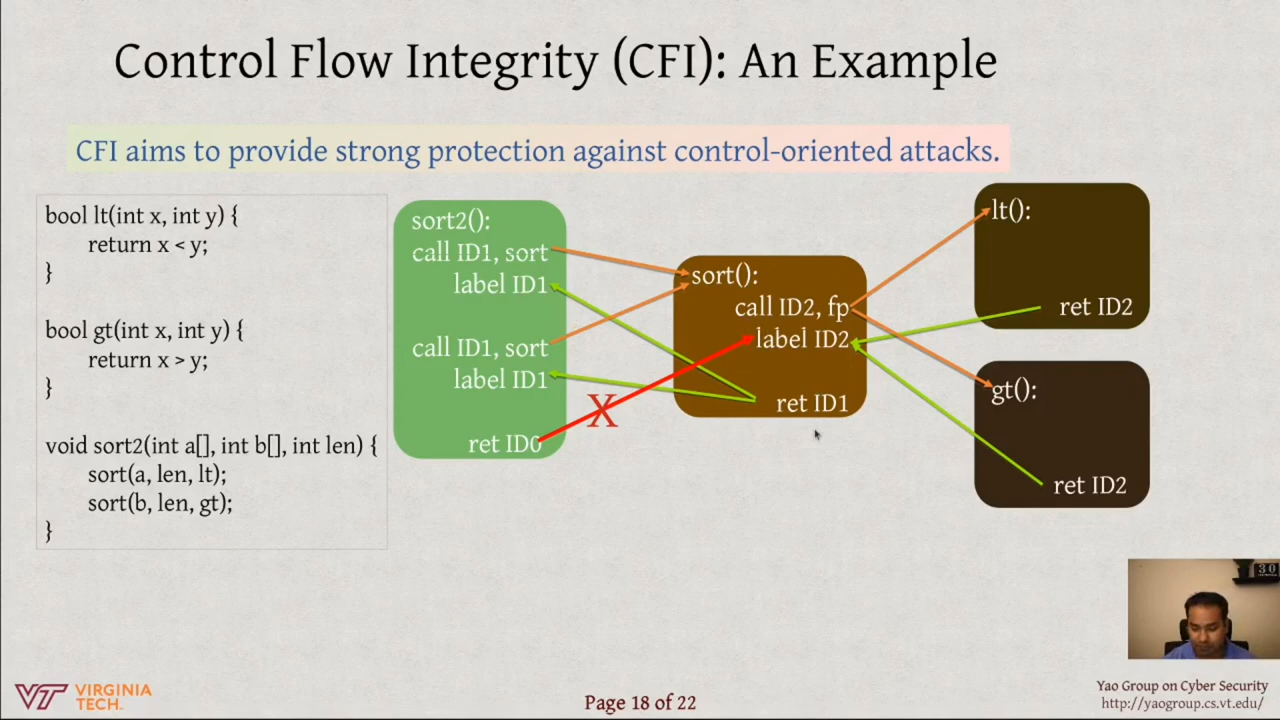 Control Flow Integrity (CFI): An Example
CFI aims to provide strong protection against control-oriented attacks.
bool lt(int x, int y) {
return x < y;
}
bool gt(int x, int y) {
return x > y;
}
void sort2(int a[], int b[], int len) {
sort(a, len, lt);
sort(b, len, gt);
}
sort2():
call ID1, sort
label ID1
call ID1, sort
label ID1
ret ID0
X
sort():
call ID2, fp
label ID2
ret ID1
lt():
ret ID2
gt():
ret ID2
30
VT VIRGINIA
TECH.
Page 18 of 22
Yao Group on Cyber Security
http://yaogroup.cs.vt.edu/